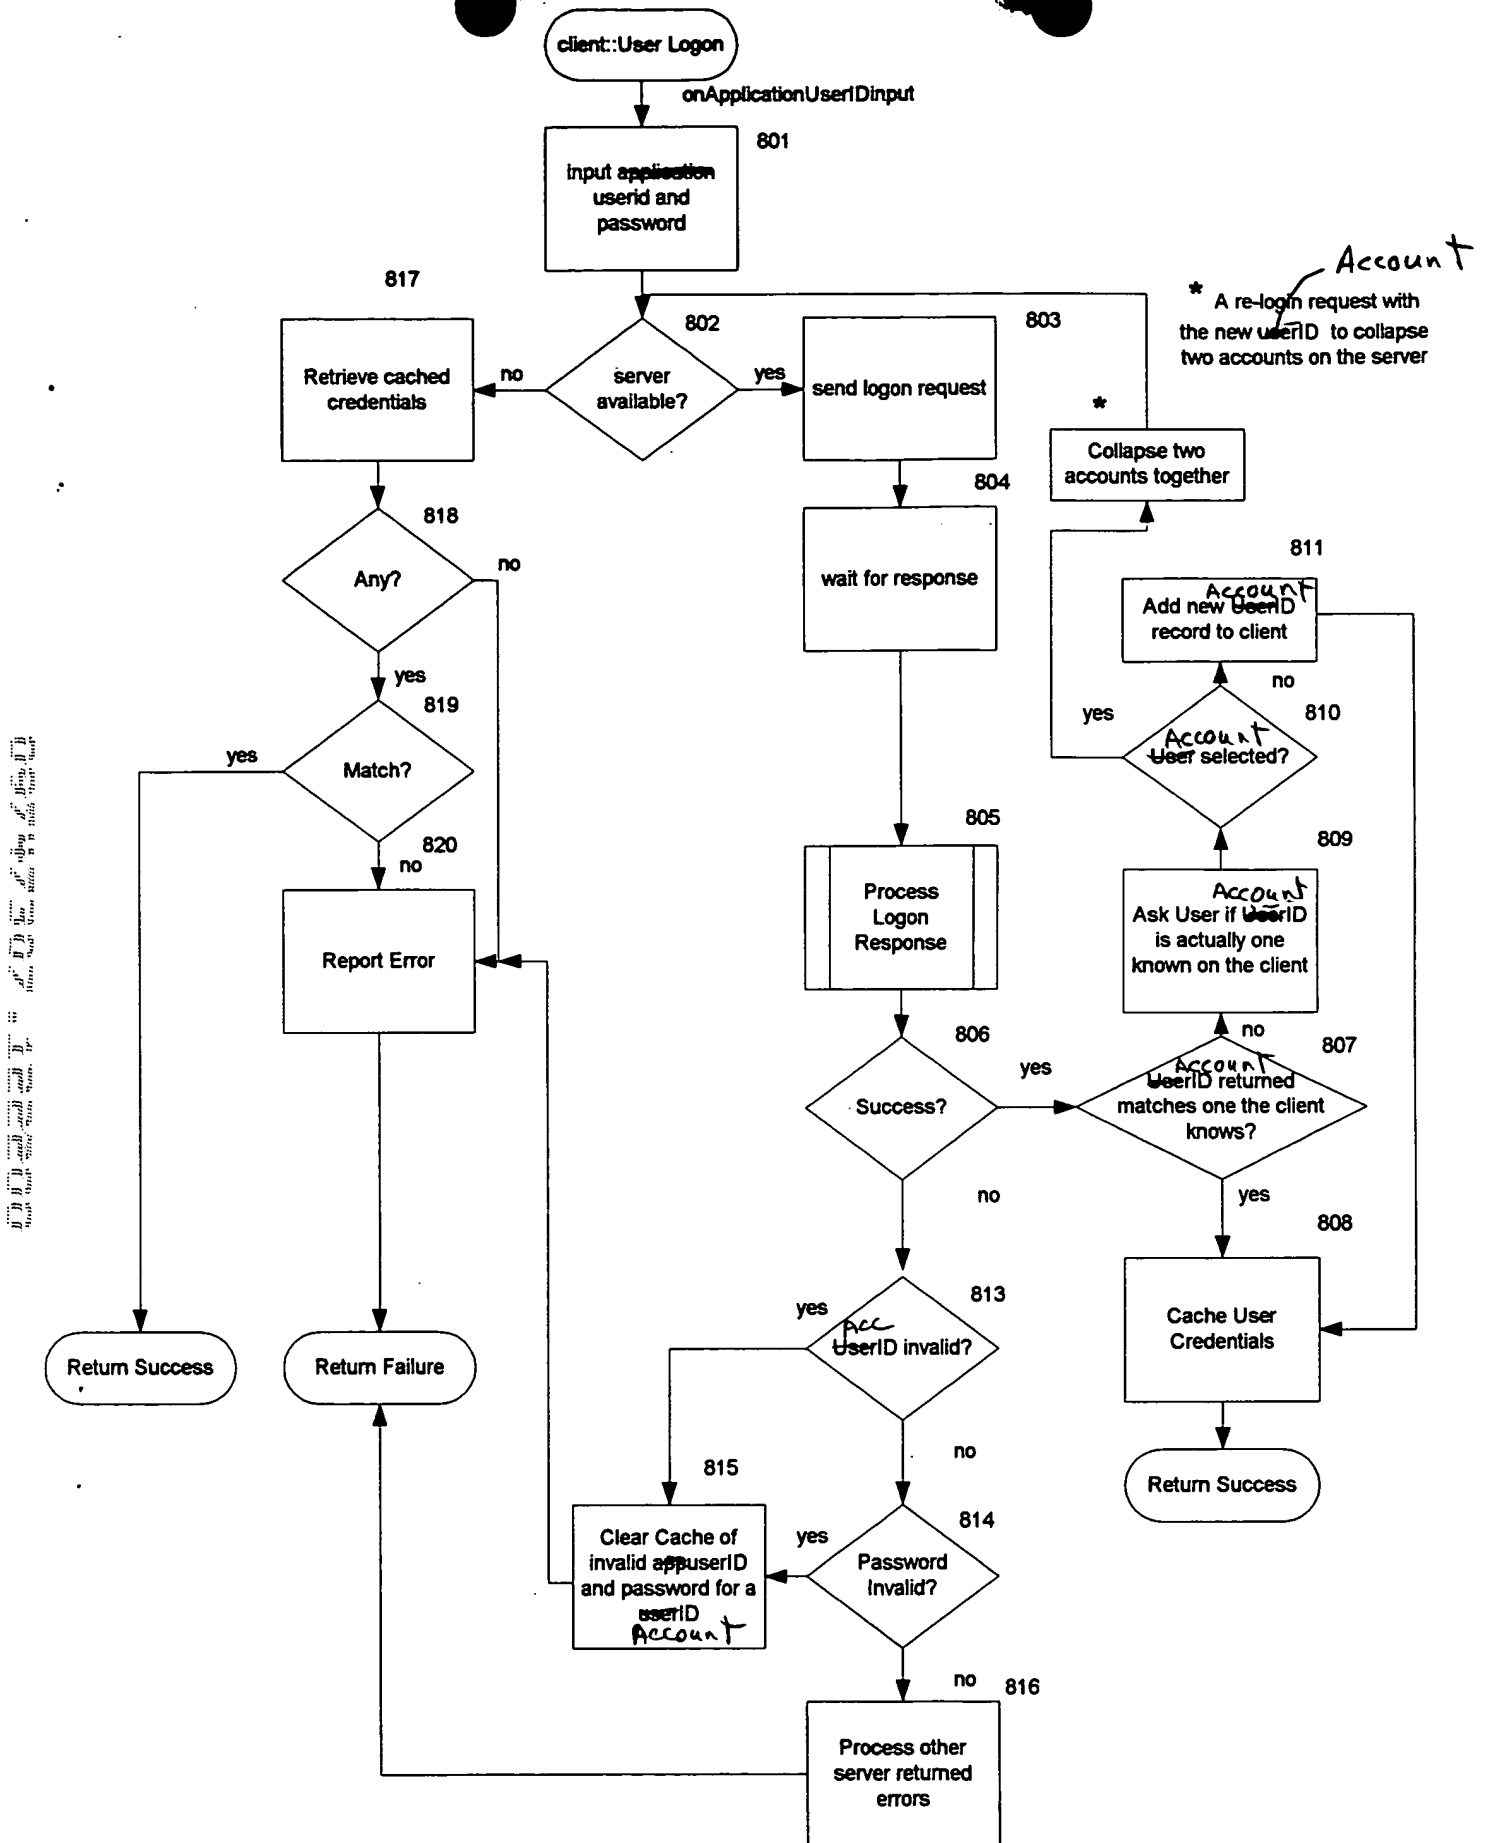 client::User Logon
onApplicationUserIDinput
801
input application
userid and
password
Account
* A re-login request with
the new userID to collapse
two accounts on the server
817
802
803
Retrieve cached
credentials
no
server
available?
yes
send logon request
*
Collapse two
accounts together
804
wait for response
818
Any?
no
yes
811
Account
Add new UserID
record to client
no
810
yes
Account
User selected?
819
yes
Match?
820
no
805
Process
Logon
Response
809
Account
Ask User if UserID
is actually one
known on the client
Report Error
806
Success?
yes
no
807
Account
UserID returned
matches one the client
knows?
yes
no
808
Cache User
Credentials
813
yes
Acc
UserID invalid?
Return Success
Return Failure
no
815
Return Success
814
Clear Cache of
invalid appuserID
and password for a
userID
Account
yes
Password
Invalid?
no
816
Process other
server returned
errors